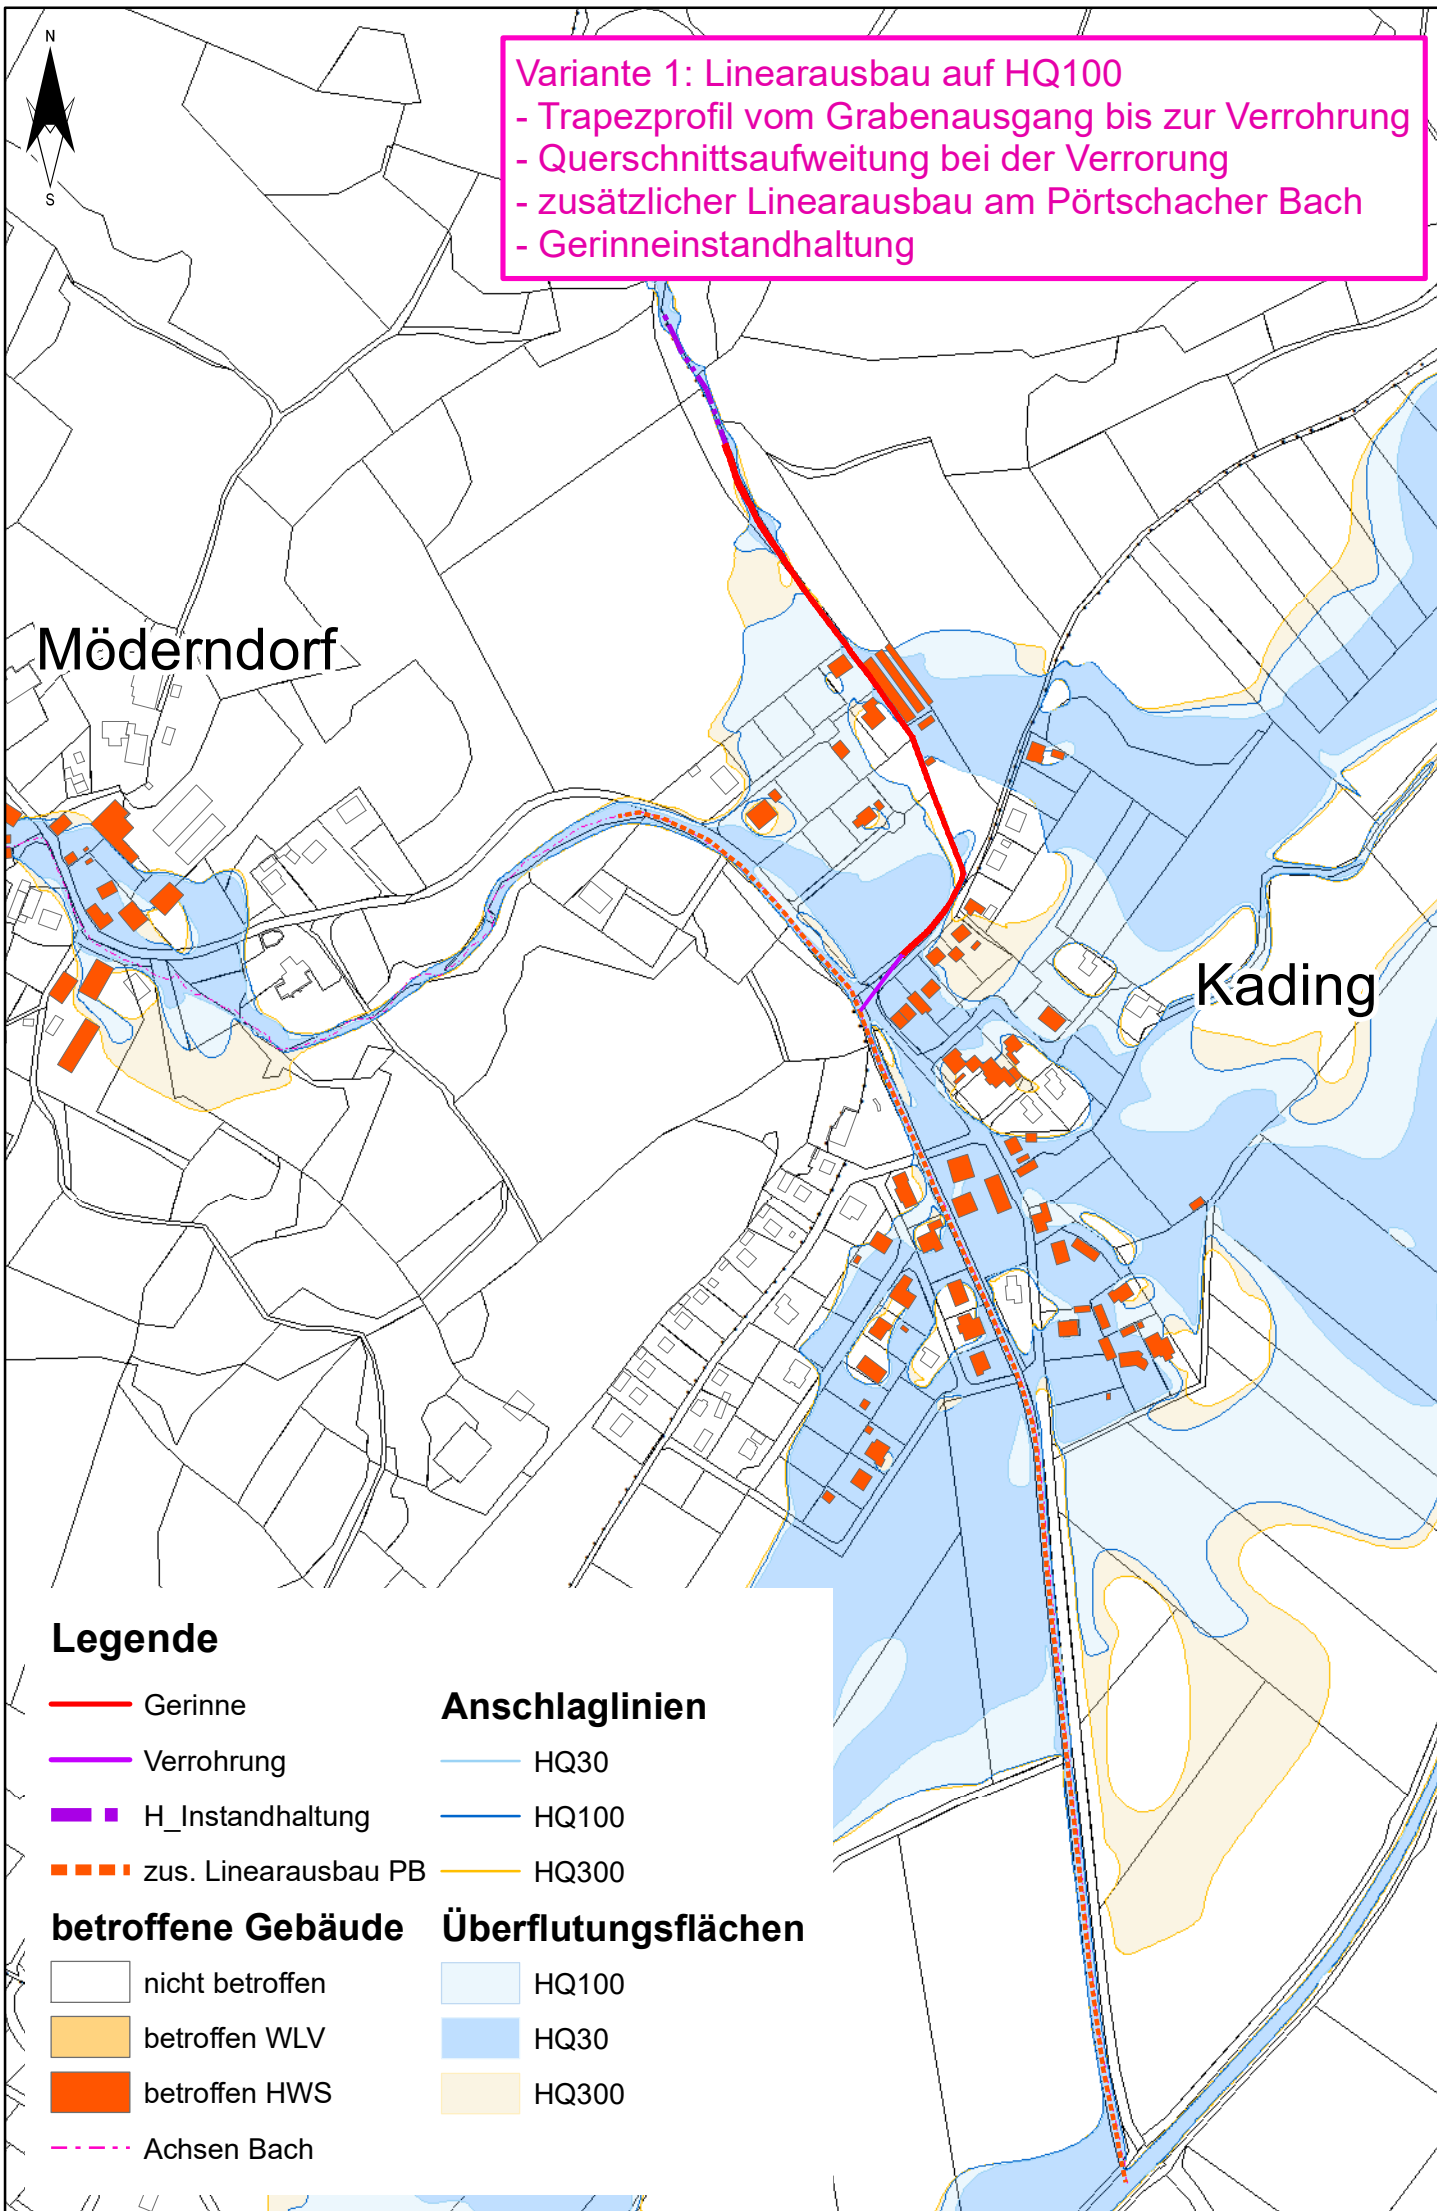 N
S
Variante 1: Linearausbau auf HQ100
- Trapezprofil vom Grabenausgang bis zur Verrohrung
- Querschnittsaufweitung bei der Verrorung
- zusätzlicher Linearausbau am Pörtschacher Bach
- Gerinneinstandhaltung
Möderndorf
Kading
Legende
Gerinne
Verrohrung
H_Instandhaltung
zus. Linearausbau PB
betroffene Gebäude
nicht betroffen
betroffen WLV
betroffen HWS
Achsen Bach
Anschlaglinien
HQ30
HQ100
HQ300
Überflutungsflächen
HQ100
HQ30
HQ300